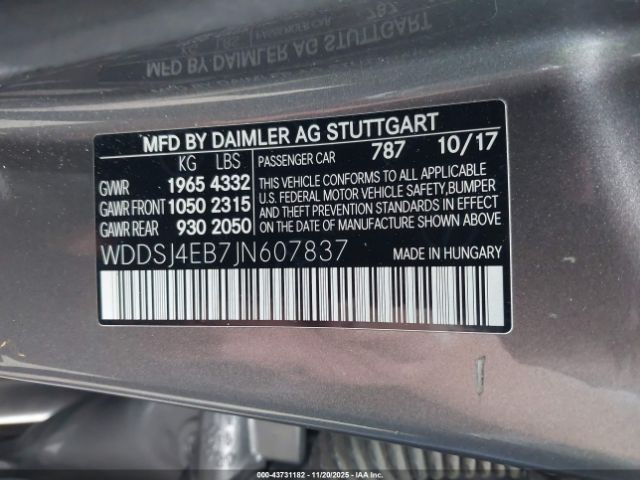 MFD BY DAIMLER AG STUTTGART
KG LBS PASSENGER CAR 787 10/17
GVWR 1965 4332
GAWR FRONT 1050 2315
GAWR REAR 930 2050
THIS VEHICLE CONFORMS TO ALL APPLICABLE
U.S. FEDERAL MOTOR VEHICLE SAFETY,BUMPER
AND THEFT PREVENTION STANDARDS IN EFFECT
ON THE DATE OF MANUFACTURE SHOWN ABOVE
WDDSJ4EB7JN607837 MADE IN HUNGARY
000-43731182 - 11/20/2025 - IAAI.CA